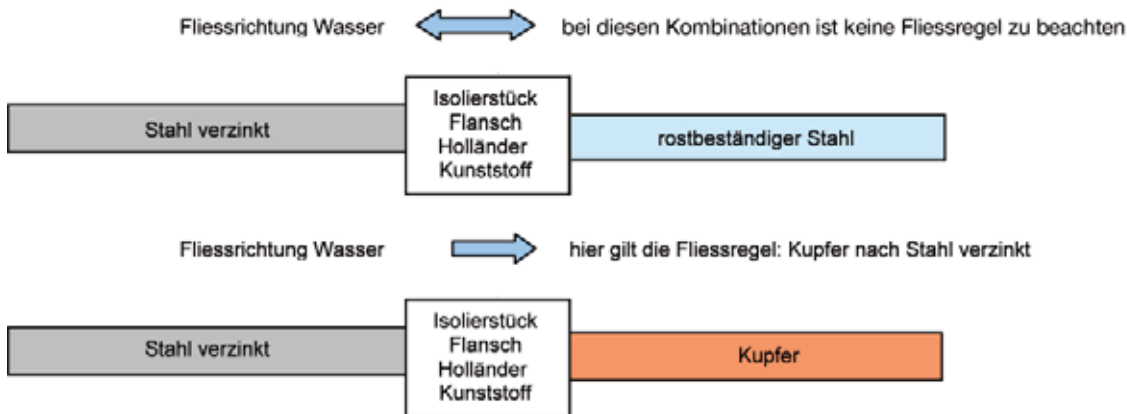 Fliessrichtung Wasser
bei diesen Kombinationen ist keine Fliessregel zu beachten
Stahl verzinkt
Isolierstück
Flansch
Holländer
Kunststoff
rostbeständiger Stahl
Fliessrichtung Wasser
hier gilt die Fliessregel: Kupfer nach Stahl verzinkt
Stahl verzinkt
Isolierstück
Flansch
Holländer
Kunststoff
Kupfer